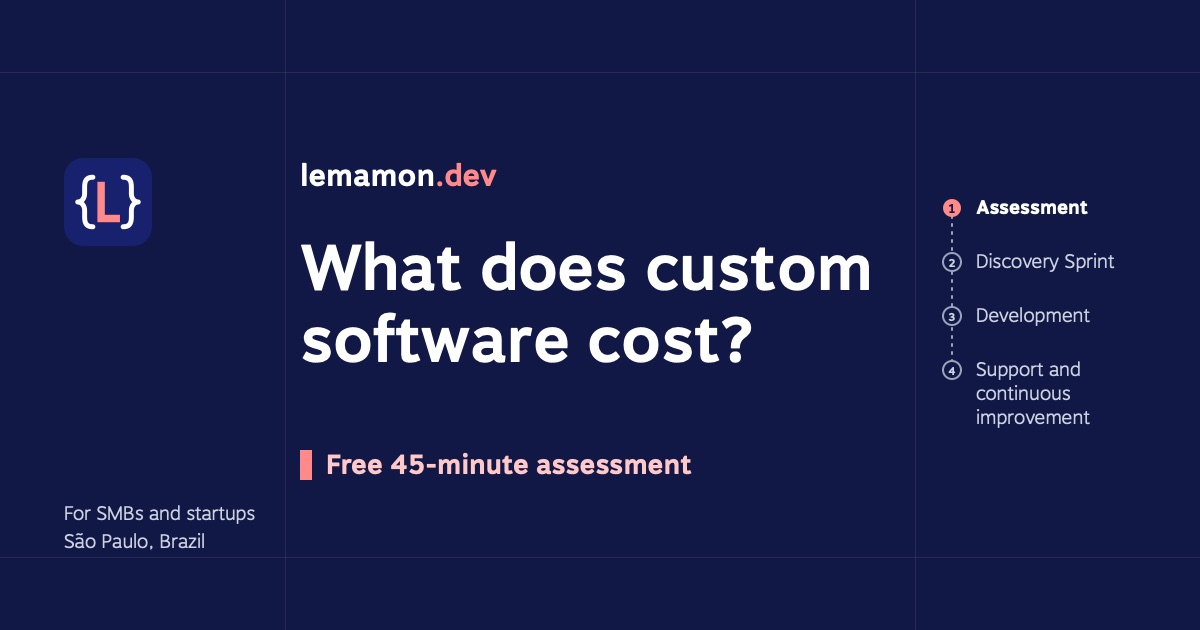 {L}
For SMBs and startups
São Paulo, Brazil
lemamon.dev
What does custom
software cost?
Free 45-minute assessment
1 Assessment
2 Discovery Sprint
3 Development
4 Support and
continuous
improvement